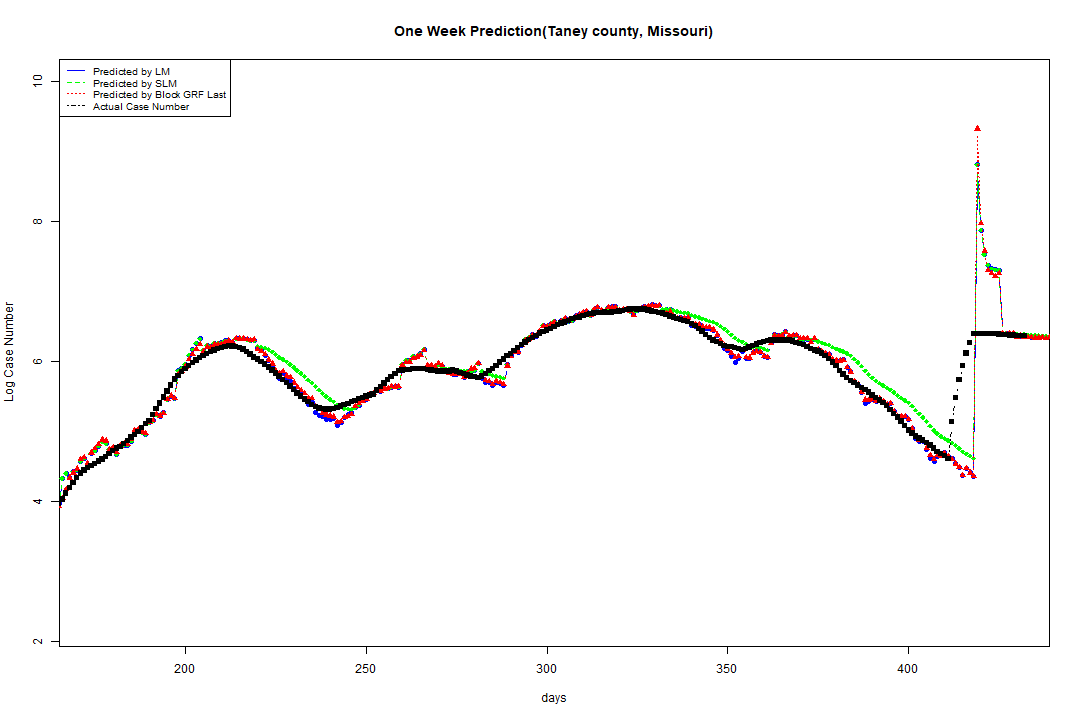 One Week Prediction(Taney county, Missouri)
Predicted by LM
Predicted by SLM
Predicted by Block GRF Last
Actual Case Number
10
8
6
4
2
Log Case Number
200 250 300 350 400
days